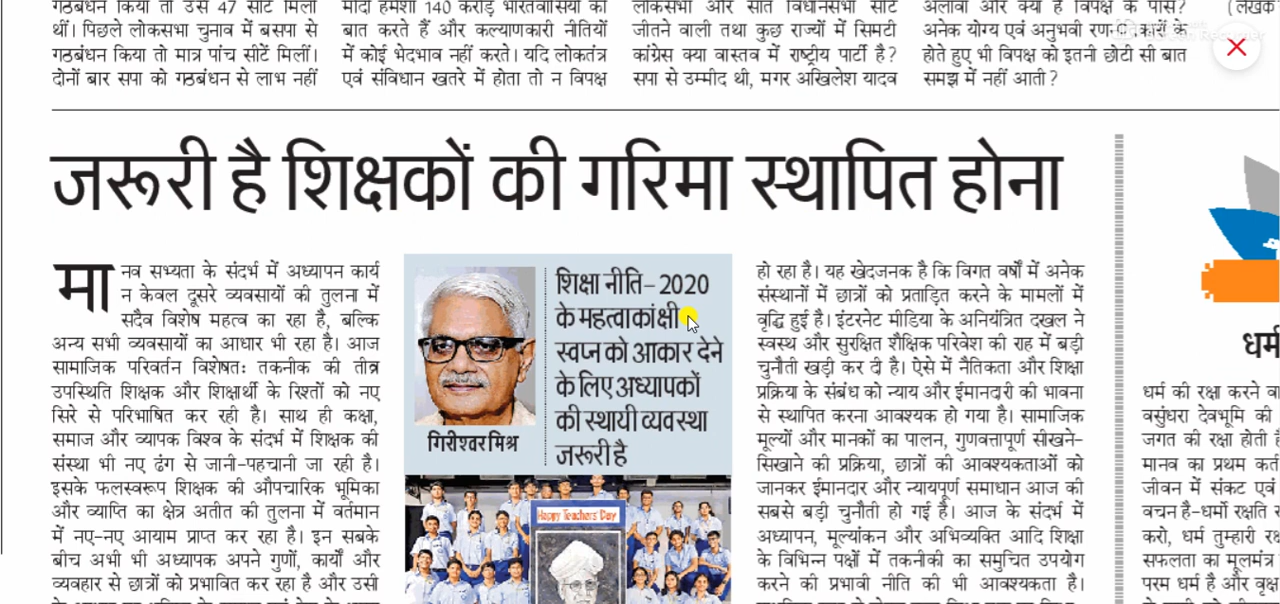 गठबंधन किया तो उसे 47 सीटें मिली
थीं। पिछले लोकसभा चुनाव में बसपा से
गठबंधन किया तो मात्र पांच सीटें मिलीं।
दोनों बार सपा को गठबंधन से लाभ नहीं
मोदी हमेशा 140 करोड़ भारतवासियों की
बात करते हैं और कल्याणकारी नीतियों
में कोई भेदभाव नहीं करते। यदि लोकतंत्र
एवं संविधान खतरे में होता तो न विपक्ष
लोकसभा और सात विधानसभा सीटें
जीतने वाली तथा कुछ राज्यों में सिमटी
कांग्रेस क्या वास्तव में राष्ट्रीय पार्टी है?
सपा से उम्मीद थी, मगर अखिलेश यादव
अलावा और क्या है विपक्ष के पास?
अनेक योग्य एवं अनुभवी के
होते हुए भी विपक्ष को इतनी छोटी सी बात
समझ में नहीं आती?
(लेखक
जरूरी है शिक्षकों की गरिमा स्थापित होना
मानव सभ्यता के संदर्भ में अध्यापन कार्य
न केवल दूसरे व्यवसायों की तुलना में
सदैव विशेष महत्व का रहा है, बल्कि
अन्य सभी व्यवसायों का आधार भी रहा है। आज
सामाजिक परिवर्तन विशेषतः तकनीक की तीव्र
उपस्थिति शिक्षक और शिक्षार्थी के रिश्तों को नए
सिरे से परिभाषित कर रही है। साथ ही कक्षा,
समाज और व्यापक विश्व के संदर्भ में शिक्षक की
संस्था भी नए ढंग से जानी-पहचानी जा रही है।
इसके फलस्वरूप शिक्षक की औपचारिक भूमिका
और व्याप्ति का क्षेत्र अतीत की तुलना में वर्तमान
में नए-नए आयाम प्राप्त कर रहा है। इन सबके
बीच अभी भी अध्यापक अपने गुणों, कार्यों और
व्यवहार से छात्रों को प्रभावित कर रहा है और उसी
गिरीश्वर मिश्र
शिक्षा नीति-2020
के महत्वाकांक्षी
स्वप्न को आकार देने
के लिए अध्यापकों
की स्थायी व्यवस्था
जरूरी है
Happy Teachers Day
हो रहा है। यह खेदजनक है कि विगत वर्षों में अनेक
संस्थानों में छात्रों को प्रताड़ित करने के मामलों में
वृद्धि हुई है। इंटरनेट मीडिया के अनियंत्रित दखल ने
स्वस्थ और सुरक्षित शैक्षिक परिवेश की राह में बड़ी
चुनौती खड़ी कर दी है। ऐसे में नैतिकता और शिक्षा
प्रक्रिया के संबंध को न्याय और ईमानदारी की भावना
से स्थापित करना आवश्यक हो गया है। सामाजिक
मूल्यों और मानकों का पालन, गुणवत्तापूर्ण सीखने-
सिखाने की प्रक्रिया, छात्रों की आवश्यकताओं को
जानकर ईमानदार और न्यायपूर्ण समाधान आज की
सबसे बड़ी चुनौती हो गई है। आज के संदर्भ में
अध्यापन, मूल्यांकन और अभिव्यक्ति आदि शिक्षा
के विभिन्न पक्षों में तकनीकी का समुचित उपयोग
करने की प्रभावी नीति की भी आवश्यकता है।
धर्म
धर्म की रक्षा करने
वसुंधरा देवभूमि की
जगत की रक्षा होती
मानव का प्रथम
जीवन में संकट एवं
वचन है-धर्मो रक्षति
करो, धर्म तुम्हारी
सफलता का मूलमंत्र
परम धर्म है और वृक्ष